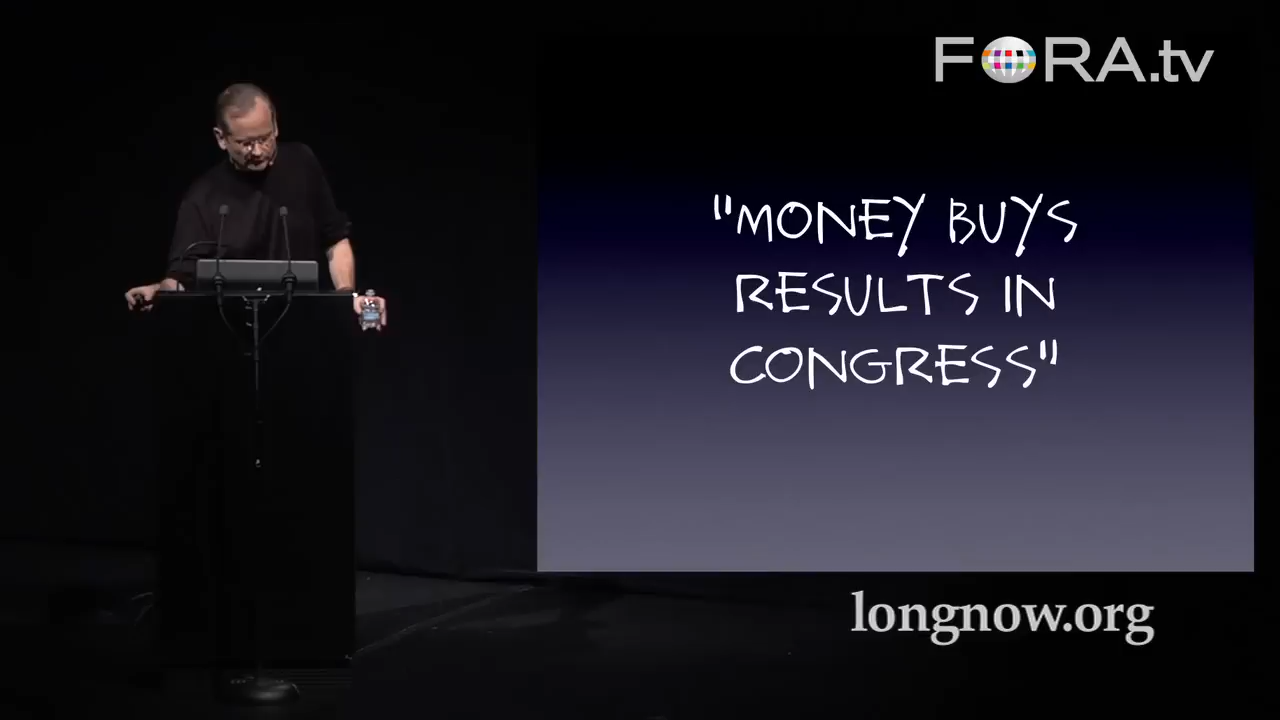 FORA.tv
"MONEY BUYS
RESULTS IN
CONGRESS"
longnow.org